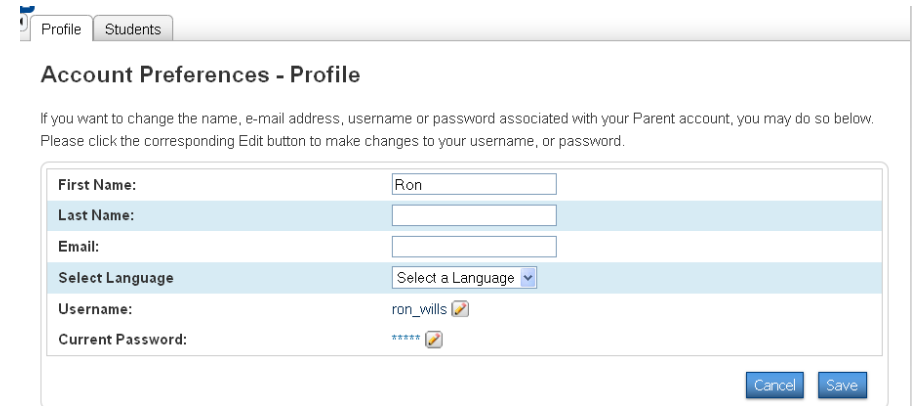 Profile Students
Account Preferences - Profile
If you want to change the name, e-mail address, username or password associated with your Parent account, you may do so below.
Please click the corresponding Edit button to make changes to your username, or password.
First Name: Ron
Last Name:
Email:
Select Language Select a Language
Username: ron_wills
Current Password: *****
Cancel Save